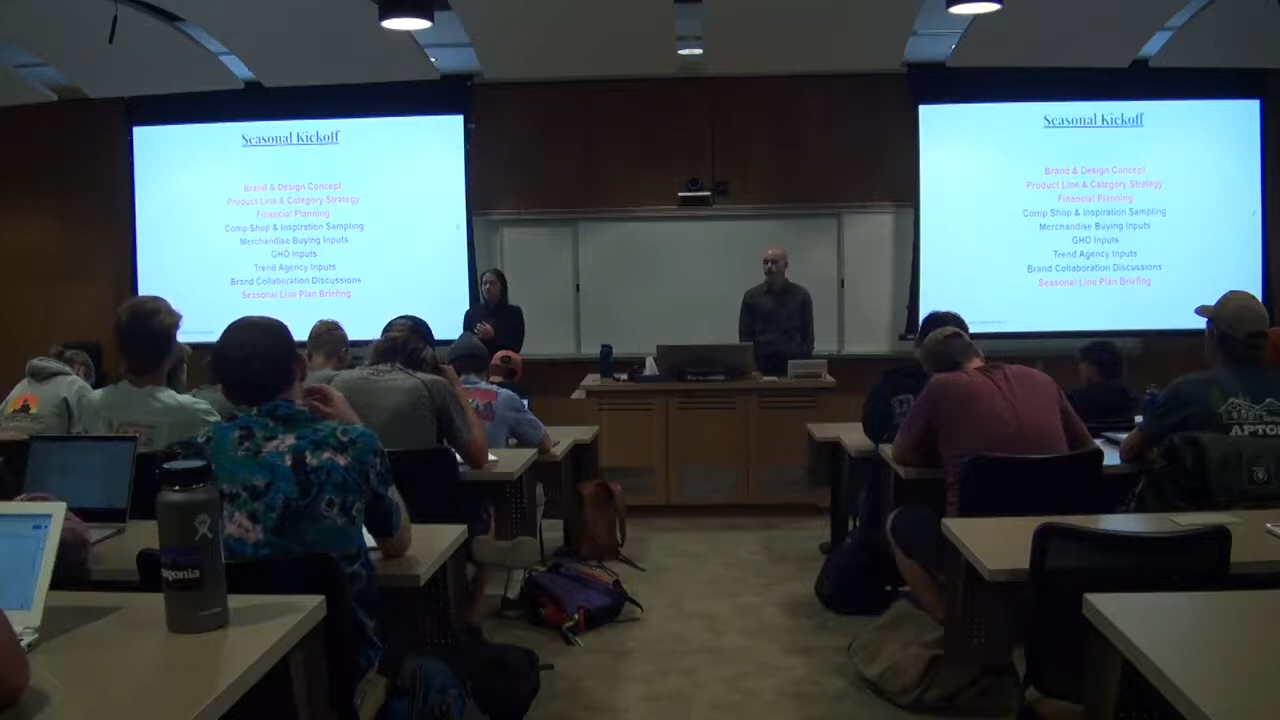 Seasonal Kickoff
Brand & Design Concept
Product Line & Category Strategy
Financial Planning
Comp Shop & Inspiration Sampling
Merchandise Buying Inputs
GHO Inputs
Trend Agency Inputs
Brand Collaboration Discussions
Seasonal Line Plan Briefing
Seasonal Kickoff
Brand & Design Concept
Product Line & Category Strategy
Financial Planning
Comp Shop & Inspiration Sampling
Merchandise Buying Inputs
GHO Inputs
Trend Agency Inputs
Brand Collaboration Discussions
Seasonal Line Plan Briefing
APTO
gonia